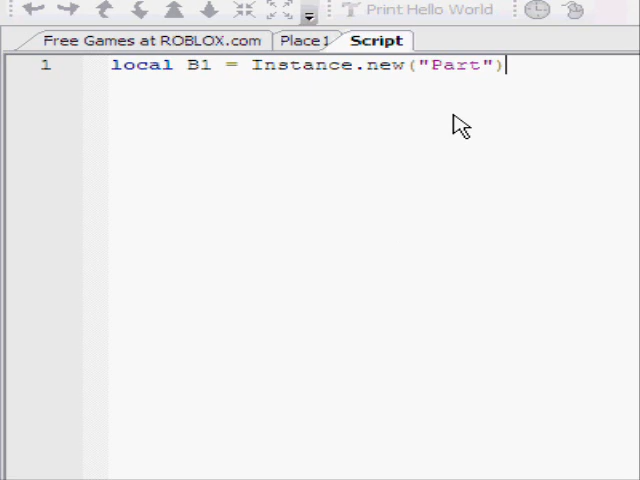 Print Hello World
Free Games at ROBLOX.com Place1 Script
1 local B1 = Instance.new("Part")